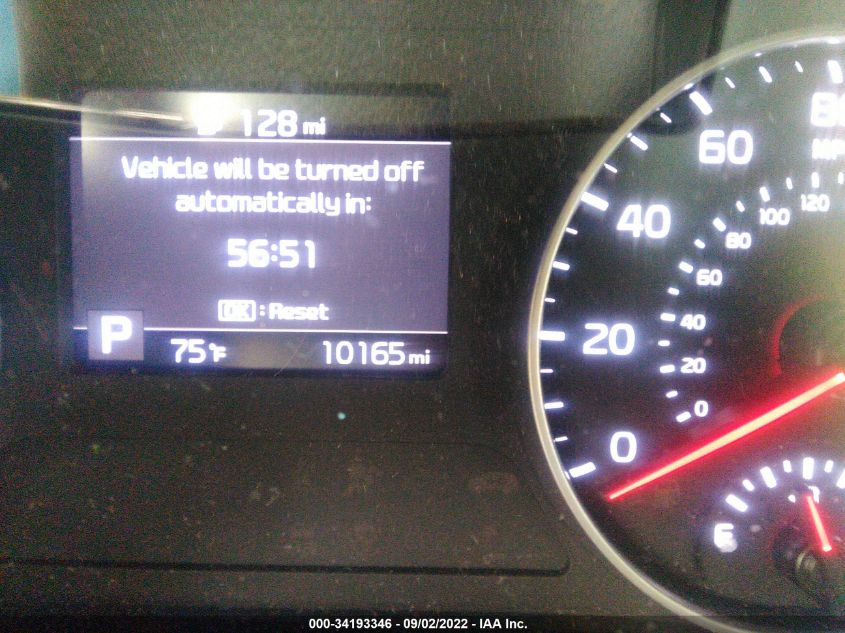 128 mi
Vehicle will be turned off
automatically in:
56:51
OK : Reset
P
75°F
10165 mi
80
60
40
20
0
120
100
80
60
40
20
0
E
000-34193346 - 09/02/2022 - IAA Inc.